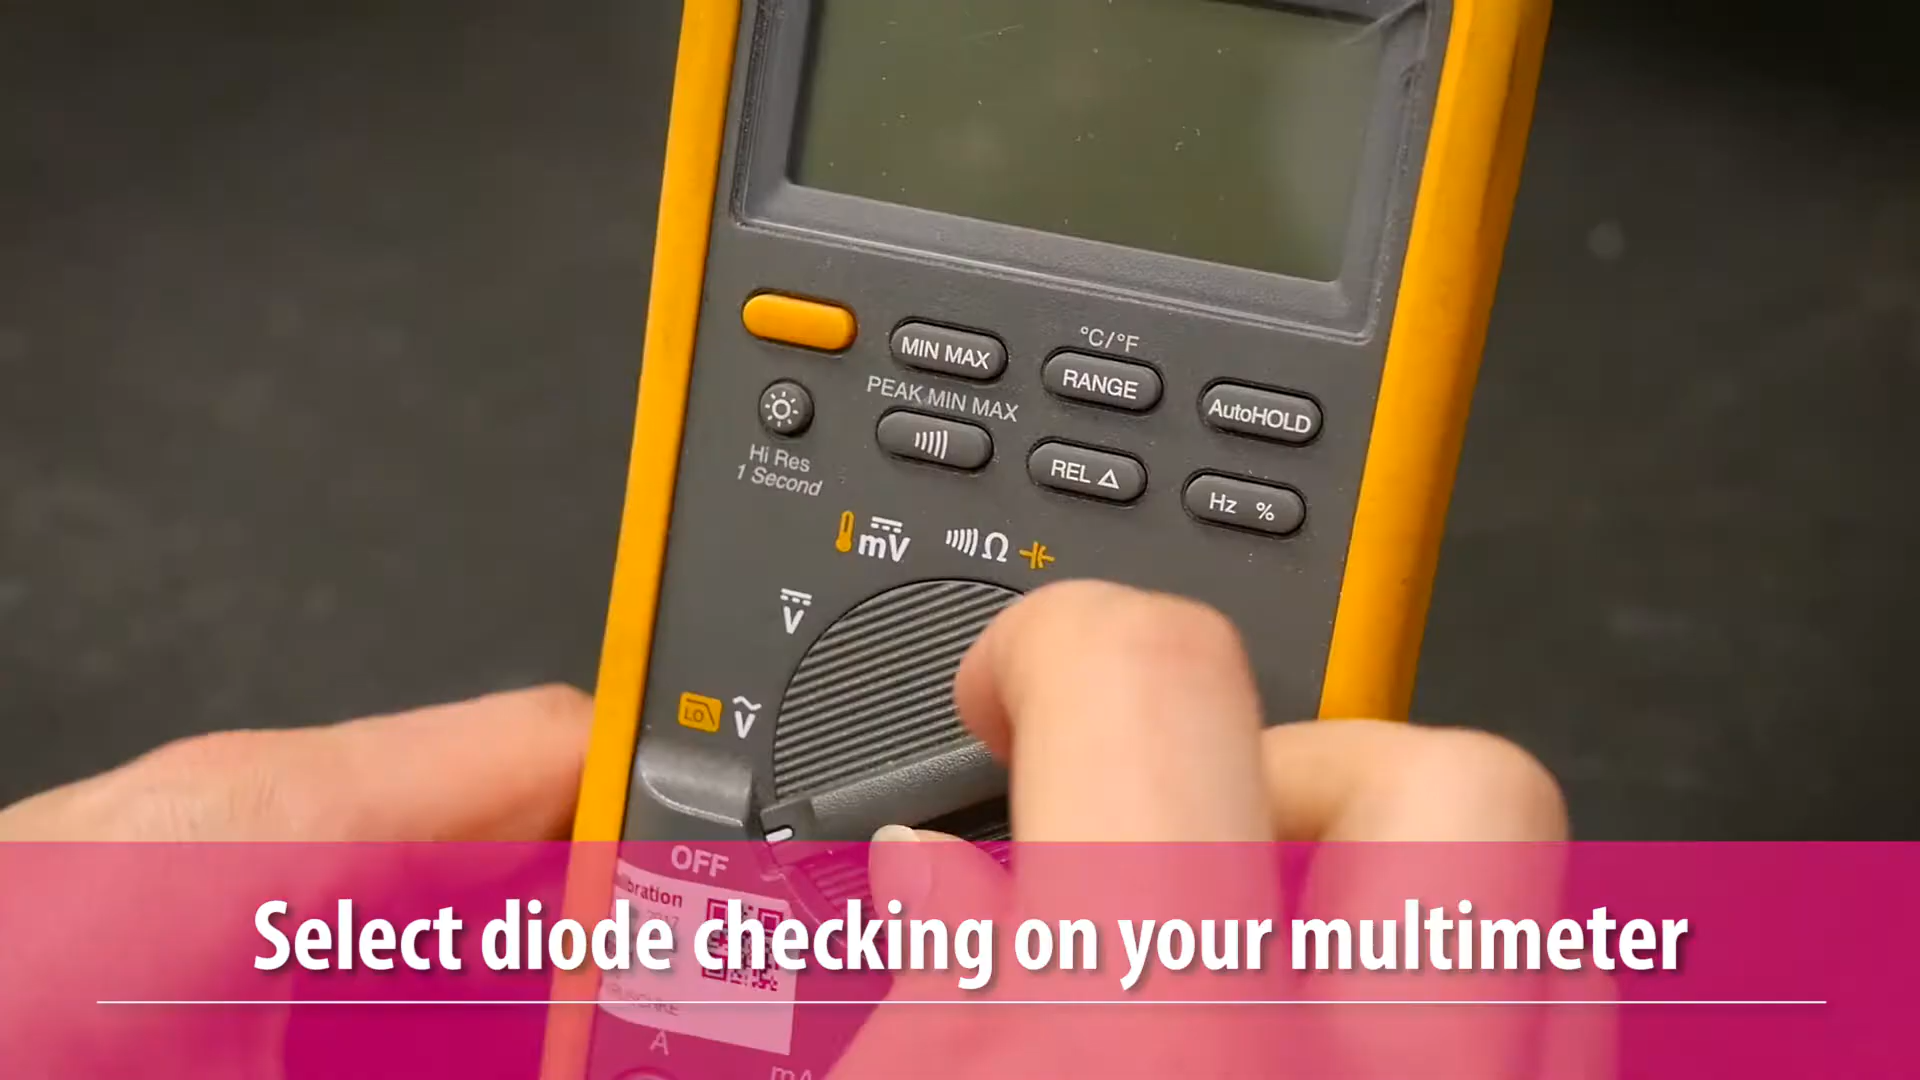 MIN MAX
°C/°F
RANGE
AutoHOLD
PEAK MIN MAX
Hi Res
1 Second
REL Δ
Hz %
mV
Ω
V
LO
V
OFF
Select diode checking on your multimeter
A